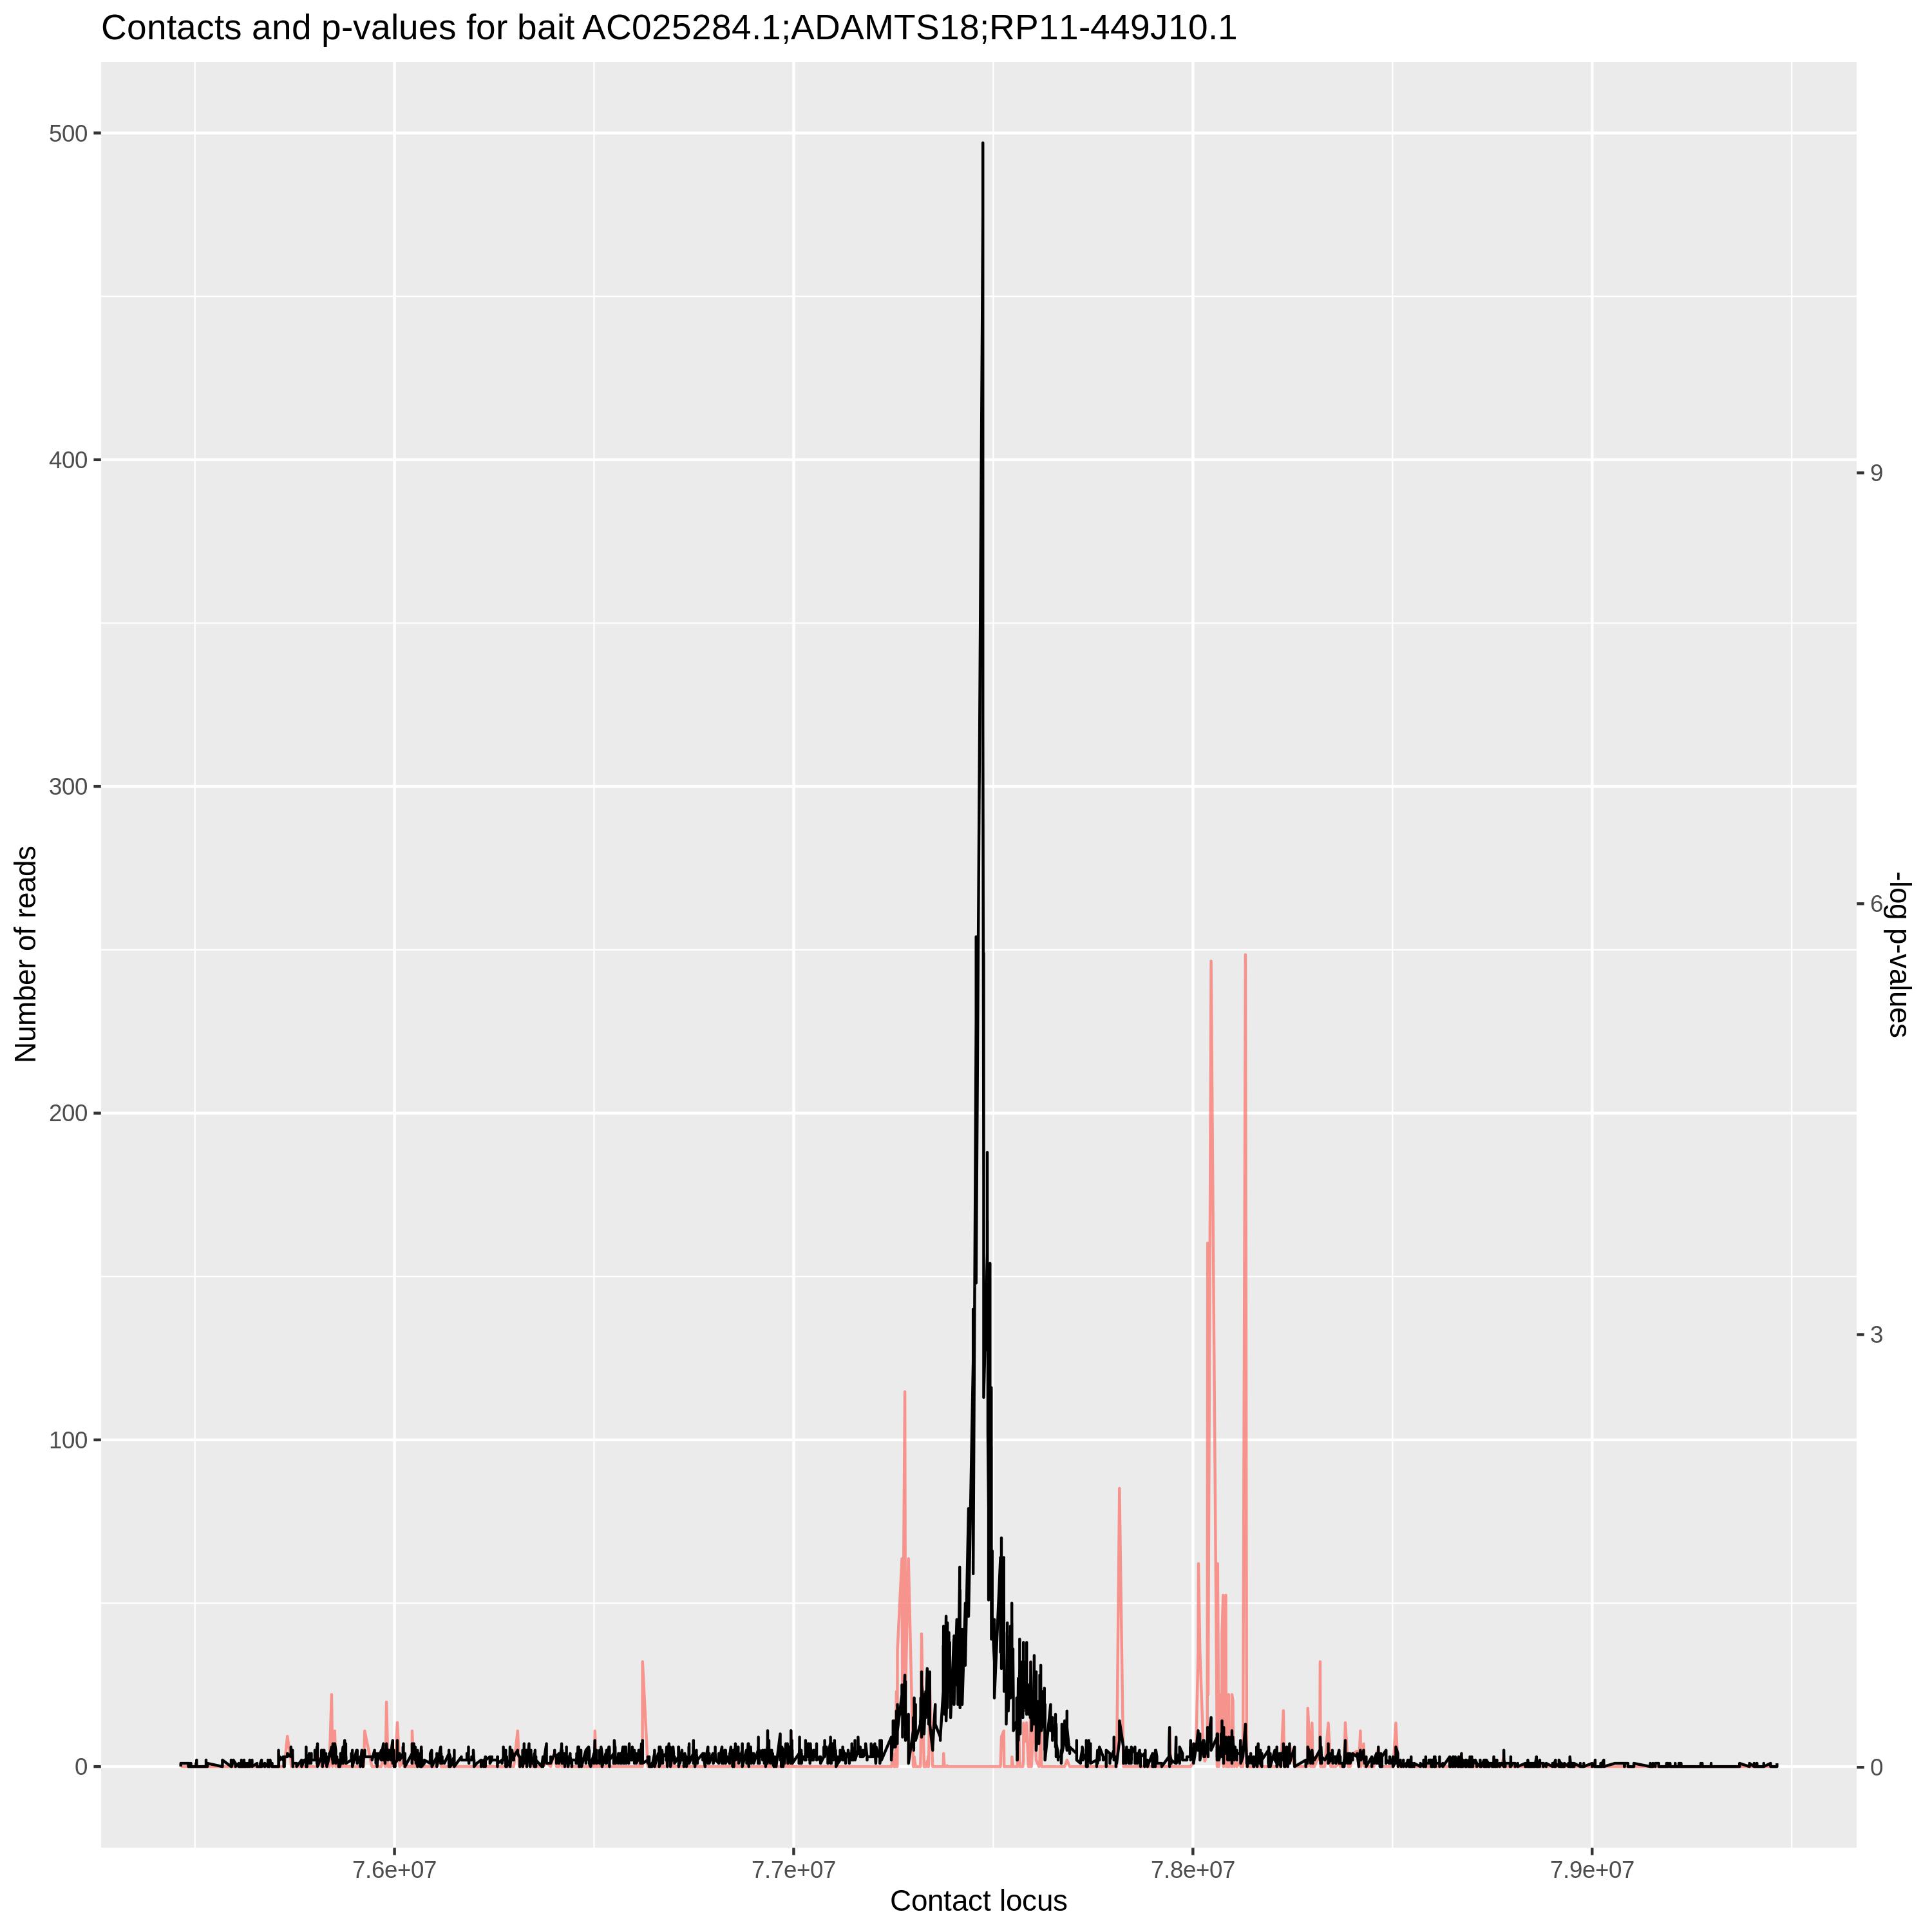 Contacts and p-values for bait AC025284.1;ADAMTS18;RP11-449J10.1
500
400
300
200
100
0
Number of reads
9
6
3
0
-log p-values
7.6e+07 7.7e+07 7.8e+07 7.9e+07
Contact locus